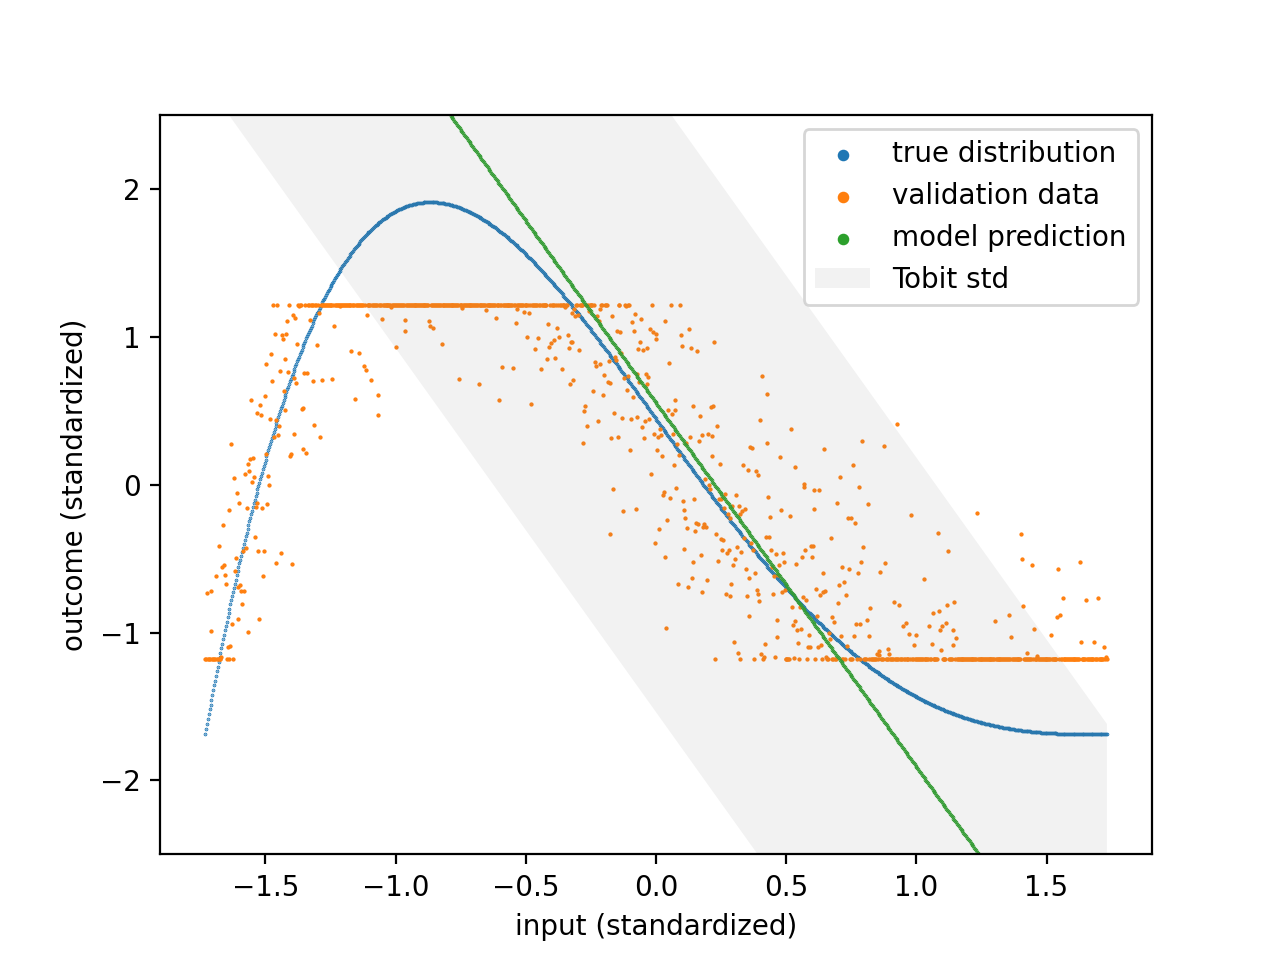 true distribution
validation data
model prediction
Tobit std
outcome (standardized)
2
1
0
−1
−2
−1.5 −1.0 −0.5 0.0 0.5 1.0 1.5
input (standardized)